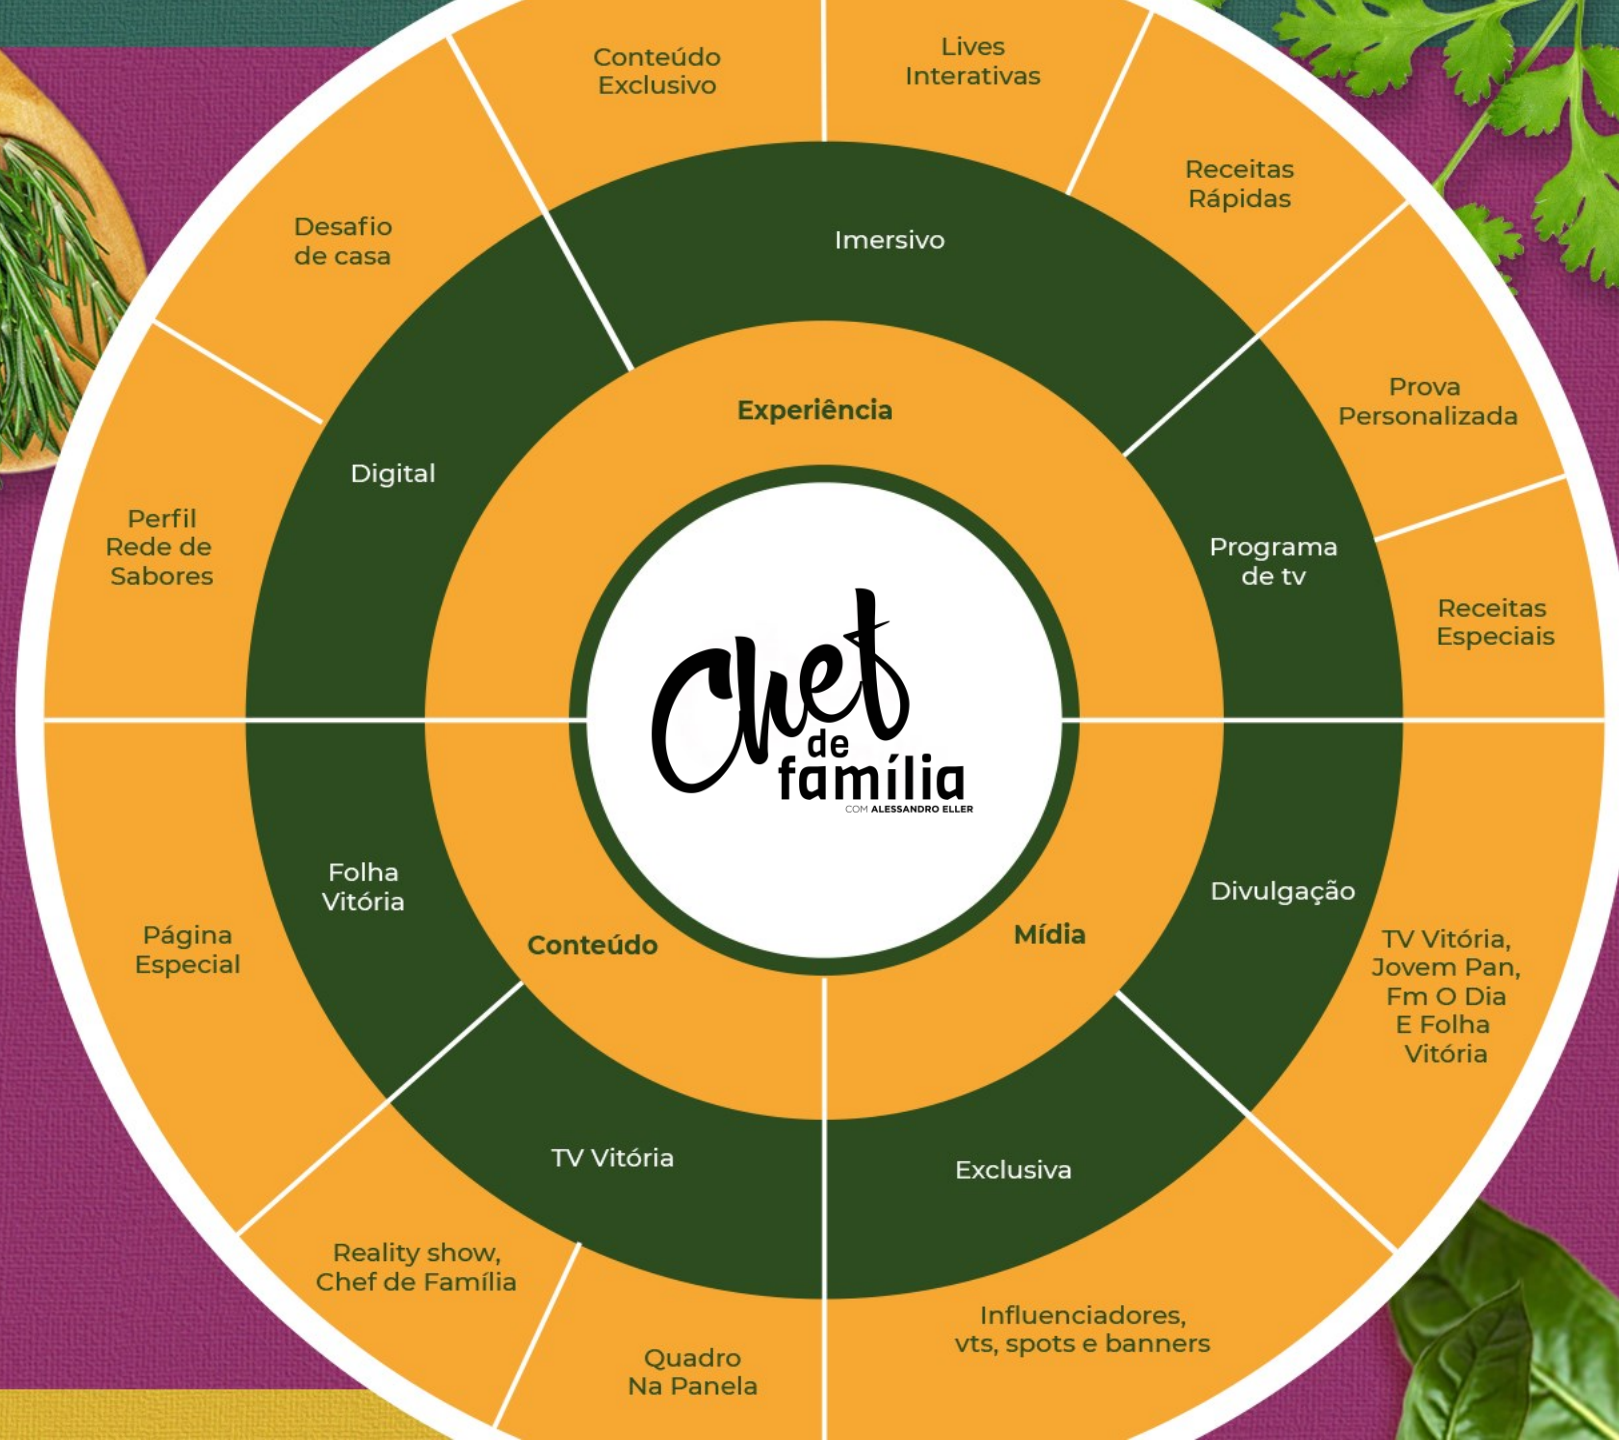 Conteúdo
Exclusivo
Lives
Interativas
Receitas
Rápidas
Desafio
de casa
Imersivo
Prova
Personalizada
Experiência
Digital
Perfil
Rede de
Sabores
Programa
de tv
Receitas
Especiais
Chef
de
família
COM ALESSANDRO ELLER
Folha
Vitória
Divulgação
Página
Especial
Conteúdo
Mídia
TV Vitória,
Jovem Pan,
Fm O Dia
E Folha
Vitória
TV Vitória
Exclusiva
Reality show,
Chef de Família
Influenciadores,
vts, spots e banners
Quadro
Na Panela